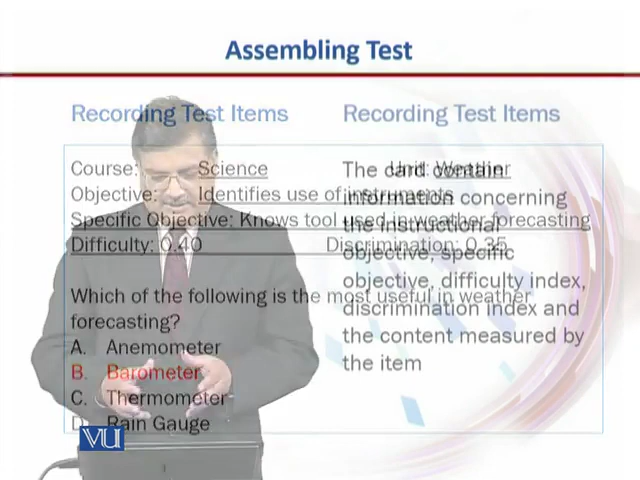 Assembling Test
Recording Test Items
Course: Science Unit: Weather
Objective: Identifies use of instruments
Specific Objective: Knows tool used in weather forecasting
Difficulty: 0.40 Discrimination: 0.35
Which of the following is the most useful in weather
forecasting?
A. Anemometer
B. Barometer
C. Thermometer
D. Rain Gauge
Recording Test Items
The card contain
information concerning
the instructional
objective, specific
objective, difficulty index,
discrimination index and
the content measured by
the item
VU